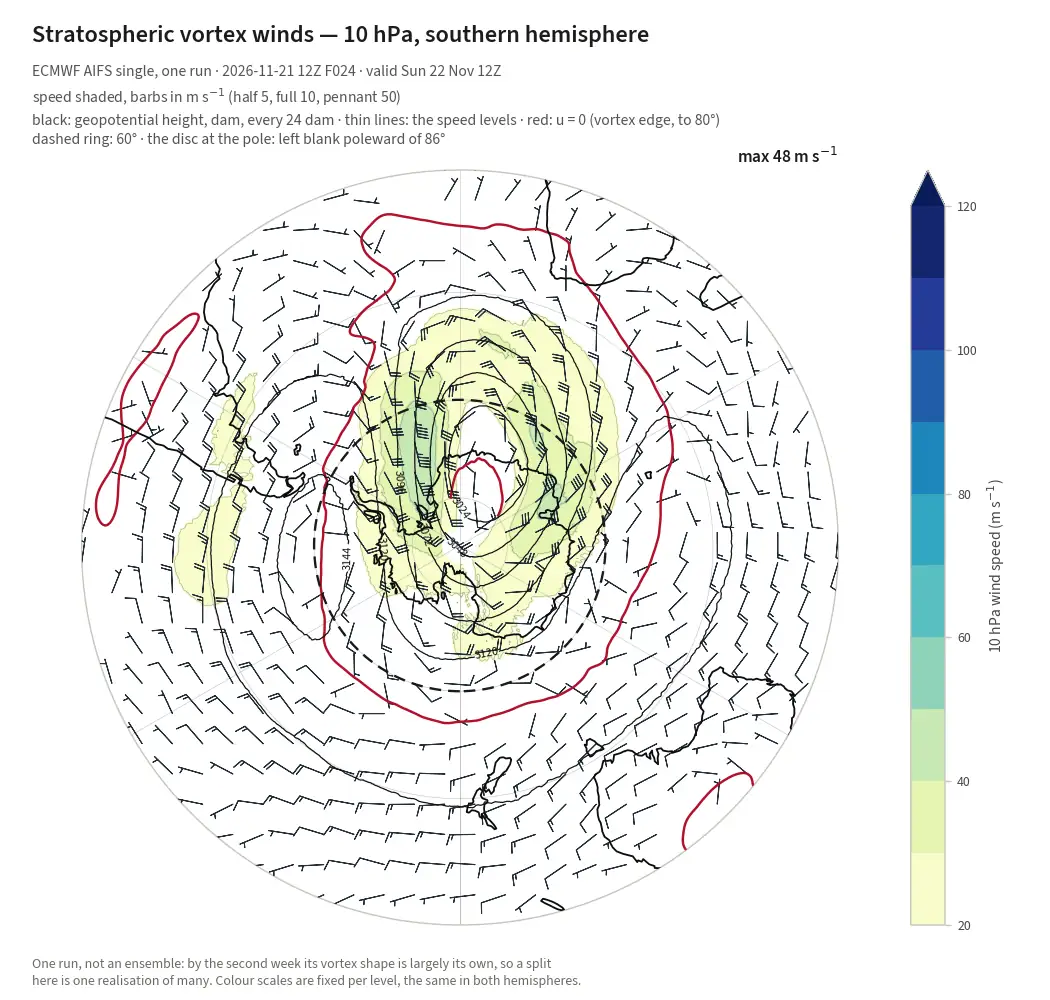 Stratospheric vortex winds — 10 hPa, southern hemisphere
ECMWF AIFS single, one run · 2026-11-21 12Z F024 · valid Sun 22 Nov 12Z
speed shaded, barbs in m s⁻¹ (half 5, full 10, pennant 50)
black: geopotential height, dam, every 24 dam · thin lines: the speed levels · red: u = 0 (vortex edge, to 80°)
dashed ring: 60° · the disc at the pole: left blank poleward of 86°
max 48 m s⁻¹
120
100
80
60
40
20
10 hPa wind speed (m s⁻¹)
3024
3144
3120
One run, not an ensemble: by the second week its vortex shape is largely its own, so a split
here is one realisation of many. Colour scales are fixed per level, the same in both hemispheres.